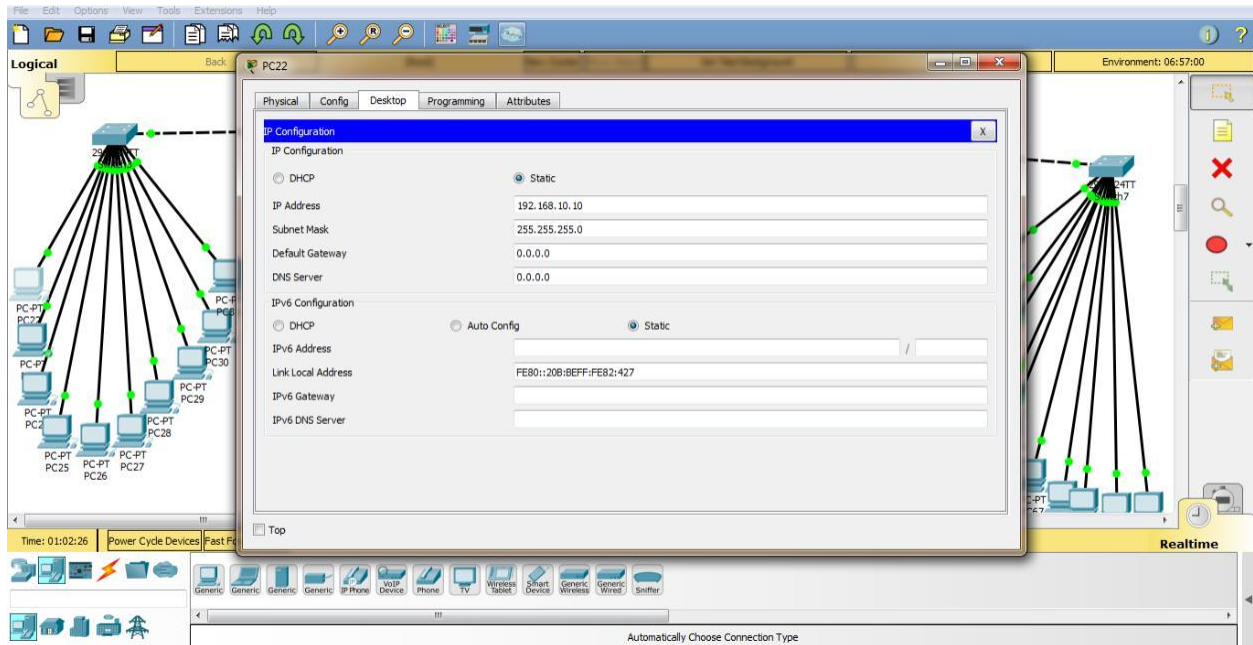 File Edit Options View Tools Extensions Help
Logical
Back
Environment: 06:57:00
PC22
Physical Config Desktop Programming Attributes
IP Configuration
X
IP Configuration
DHCP Static
IP Address 192.168.10.10
Subnet Mask 255.255.255.0
Default Gateway 0.0.0.0
DNS Server 0.0.0.0
IPv6 Configuration
DHCP Auto Config Static
IPv6 Address /
Link Local Address FE80::20B:BEFF:FE82:427
IPv6 Gateway
IPv6 DNS Server
Top
PC-PT
PC22
PC-PT
PC30
PC-PT
PC29
PC-PT
PC28
PC-PT
PC27
PC-PT
PC26
PC-PT
PC25
24TT
Time: 01:02:26 Power Cycle Devices Fast
Realtime
Generic Generic Generic Generic IP Phone VoIP Device Phone TV Wireless Tablet Smart Device Generic Wireless Generic Wired Sniffer
Automatically Choose Connection Type